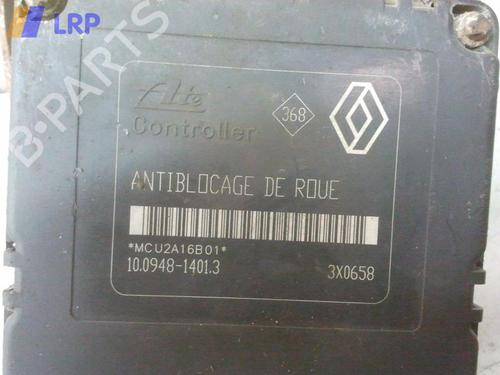 LRP
B-PARTS
Ate
Controller
368
ANTIBLOCAGE DE ROUE
*MCU2A16B01*
10.0948-1401.3 3X0658